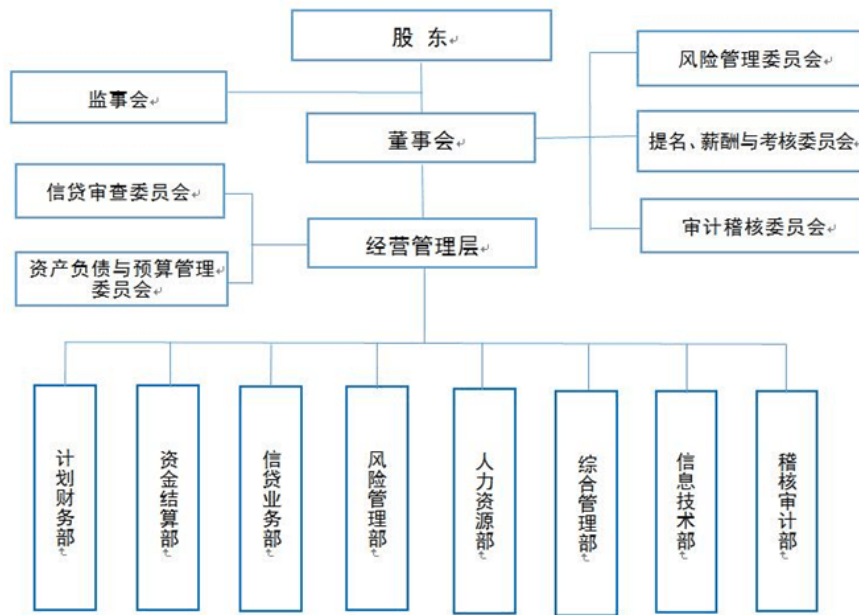 股 东
风险管理委员会
监事会
董事会
提名、薪酬与考核委员会
信贷审查委员会
经营管理层
审计稽核委员会
资产负债与预算管理
委员会
计划财务部
资金结算部
信贷业务部
风险管理部
人力资源部
综合管理部
信息技术部
稽核审计部